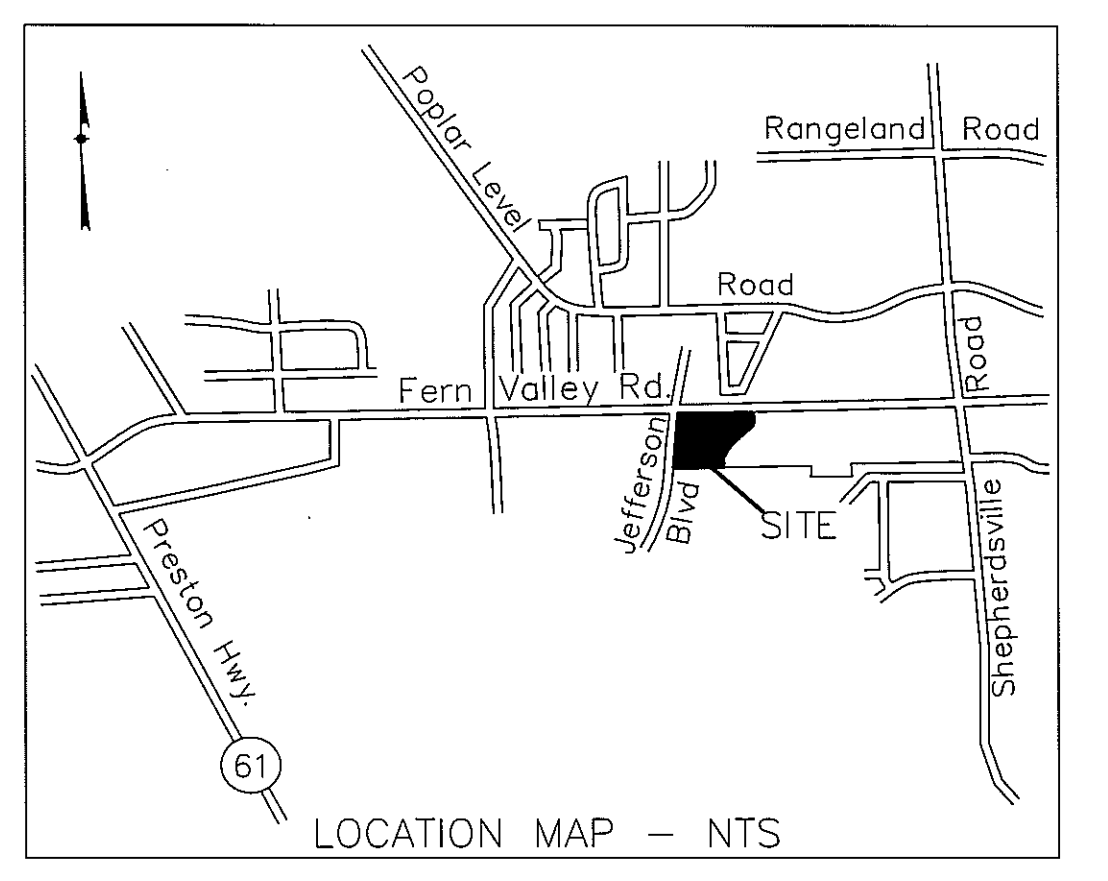 Poplar Level
Rangeland Road
Road
Fern Valley Rd.
Road
Jefferson
Blvd
SITE
Shepherdsville
Preston Hwy.
61
LOCATION MAP – NTS